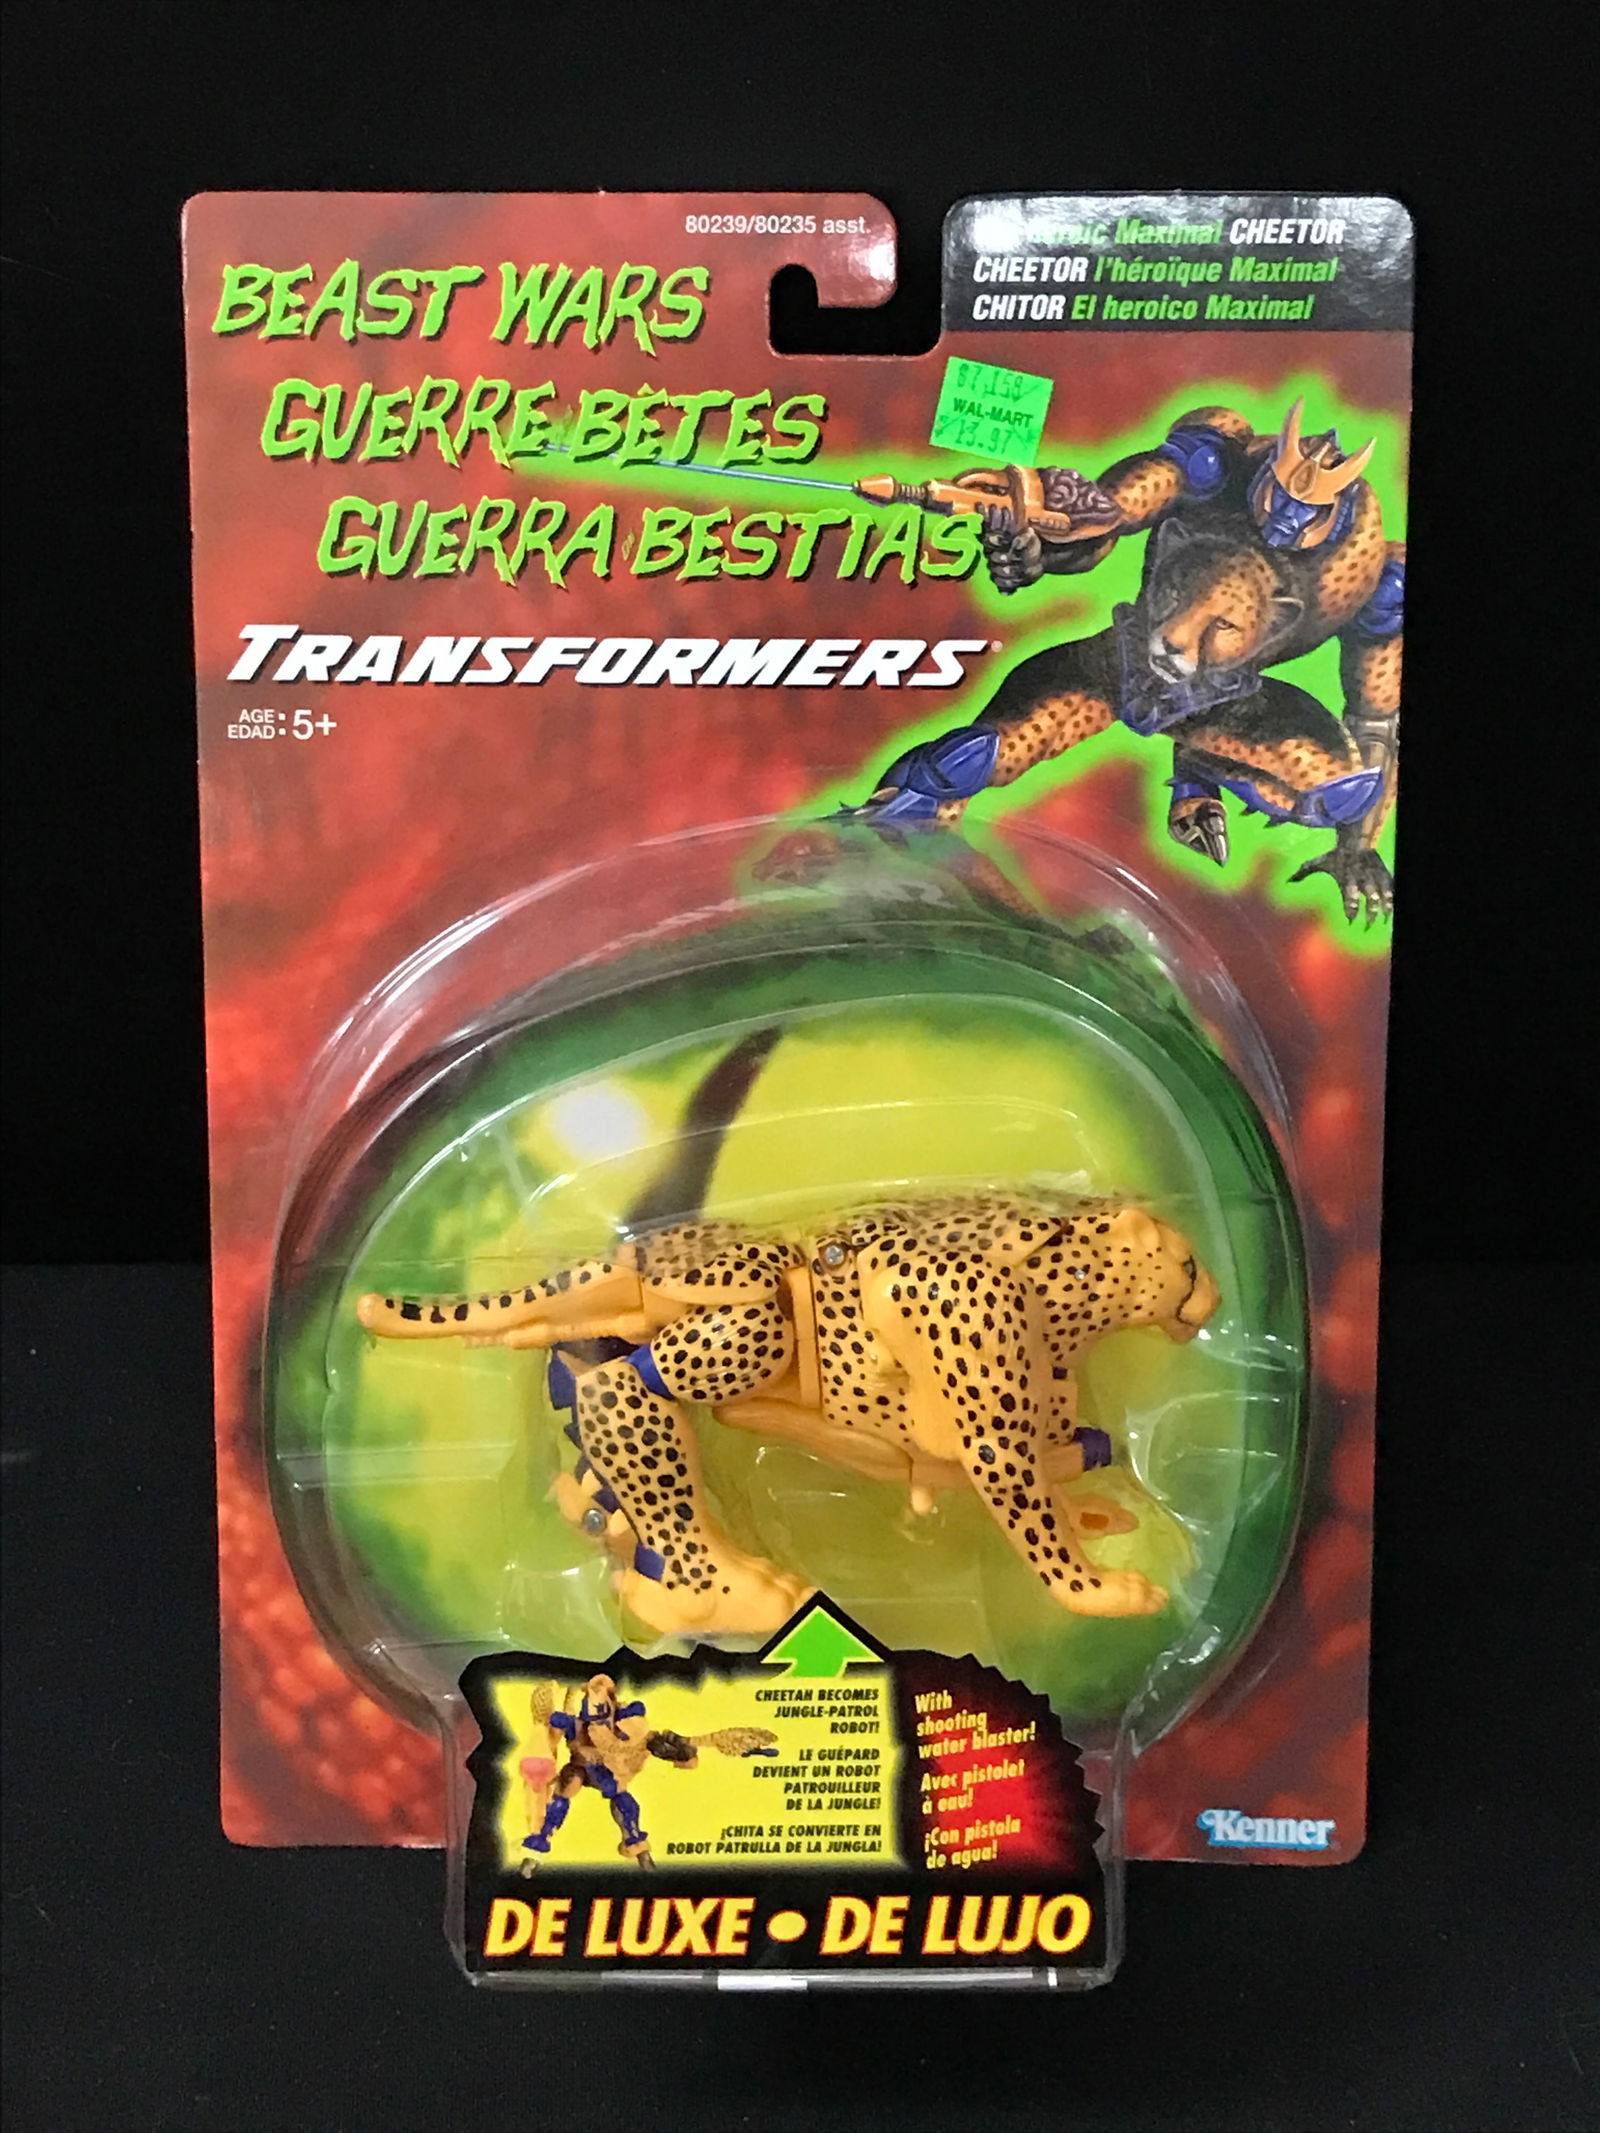 80239/80235 asst.
heroic Maximal CHEETOR
CHEETOR l'héroïque Maximal
CHITOR El heroico Maximal
BEAST WARS
GUERRE DES BÊTES
GUERRA DE BESTIAS
TRANSFORMERS
WAL-MART
13.97
AGE
EDAD : 5+
CHEETAH BECOMES
JUNGLE-PATROL
ROBOT!
LE GUÉPARD
DEVIENT UN ROBOT
PATROUILLEUR
DE LA JUNGLE!
¡CHITA SE CONVIERTE EN
ROBOT PATRULLA DE LA JUNGLA!
With
shooting
water blaster!
Avec pistolet
à eau!
¡Con pistola
de agua!
Kenner
DE LUXE • DE LUJO